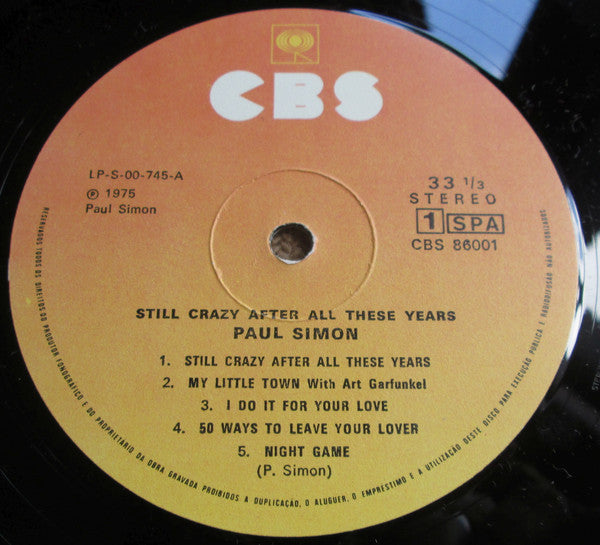 CBS
LP-S-00-745-A
℗ 1975
Paul Simon
33 1/3
STEREO
1 SPA
CBS 86001
STILL CRAZY AFTER ALL THESE YEARS
PAUL SIMON
1. STILL CRAZY AFTER ALL THESE YEARS
2. MY LITTLE TOWN With Art Garfunkel
3. I DO IT FOR YOUR LOVE
4. 50 WAYS TO LEAVE YOUR LOVER
5. NIGHT GAME
(P. Simon)
RESERVADOS TODOS OS DIREITOS DO PRODUTOR FONOGRÁFICO E DO PROPRIETÁRIO DA OBRA GRAVADA PROIBIDOS A DUPLICAÇÃO, O ALUGUER, O EMPRÉSTIMO E A UTILIZAÇÃO DESTE DISCO PARA EXECUÇÃO PÚBLICA E RADIODIFUSÃO NÃO AUTORIZADOS